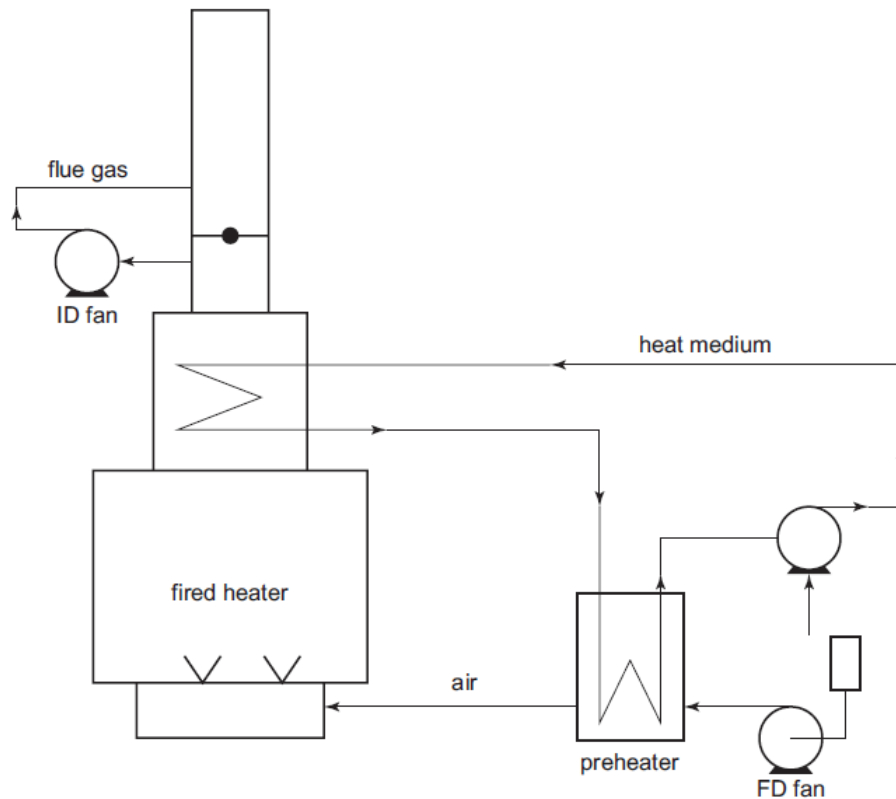 flue gas
ID fan
heat medium
fired heater
air
preheater
FD fan